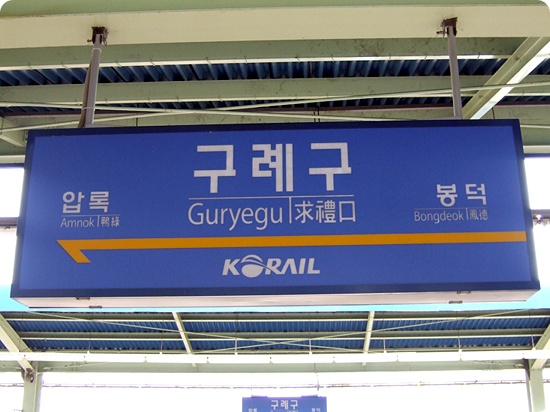 구례구
Guryegu 求禮口
압록
Amnok 鴨綠
봉덕
Bongdeok 鳳德
KORAIL
구례구